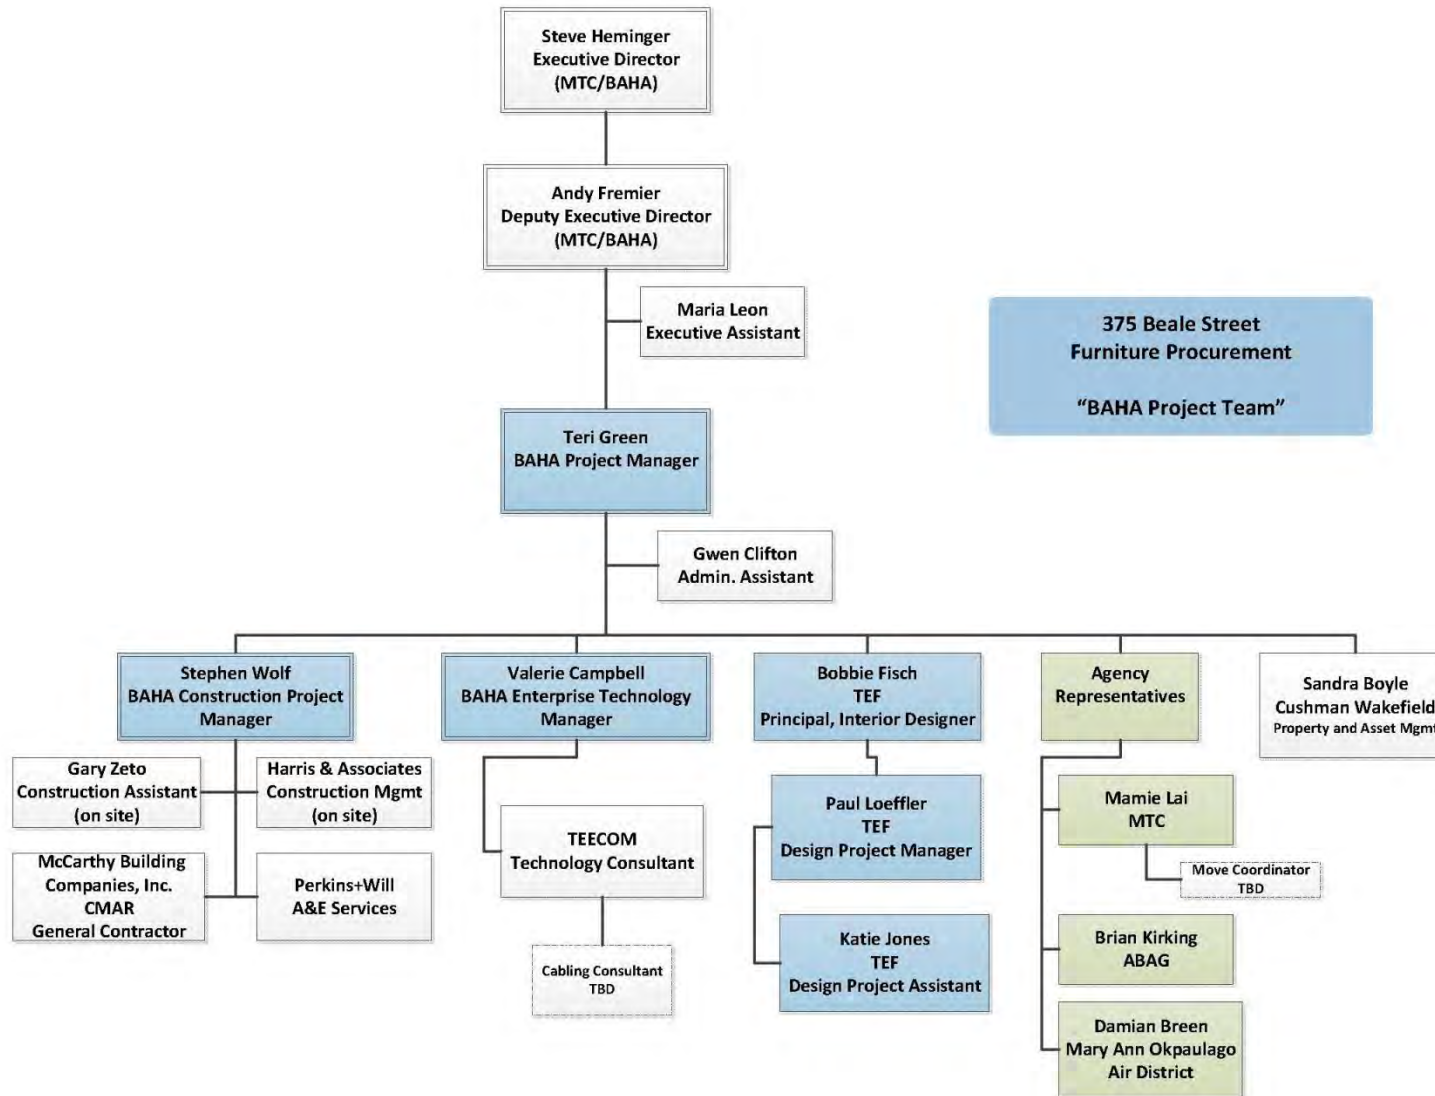 Steve Heminger
Executive Director
(MTC/BAHA)
Andy Fremier
Deputy Executive Director
(MTC/BAHA)
Maria Leon
Executive Assistant
375 Beale Street
Furniture Procurement
“BAHA Project Team”
Teri Green
BAHA Project Manager
Gwen Clifton
Admin. Assistant
Stephen Wolf
BAHA Construction Project
Manager
Valerie Campbell
BAHA Enterprise Technology
Manager
Bobbie Fisch
TEF
Principal, Interior Designer
Agency
Representatives
Sandra Boyle
Cushman Wakefield
Property and Asset Mgmt
Gary Zeto
Construction Assistant
(on site)
Harris & Associates
Construction Mgmt
(on site)
McCarthy Building
Companies, Inc.
CMAR
General Contractor
Perkins+Will
A&E Services
TEECOM
Technology Consultant
Cabling Consultant
TBD
Paul Loeffler
TEF
Design Project Manager
Katie Jones
TEF
Design Project Assistant
Mamie Lai
MTC
Move Coordinator
TBD
Brian Kirking
ABAG
Damian Breen
Mary Ann Okpaulago
Air District